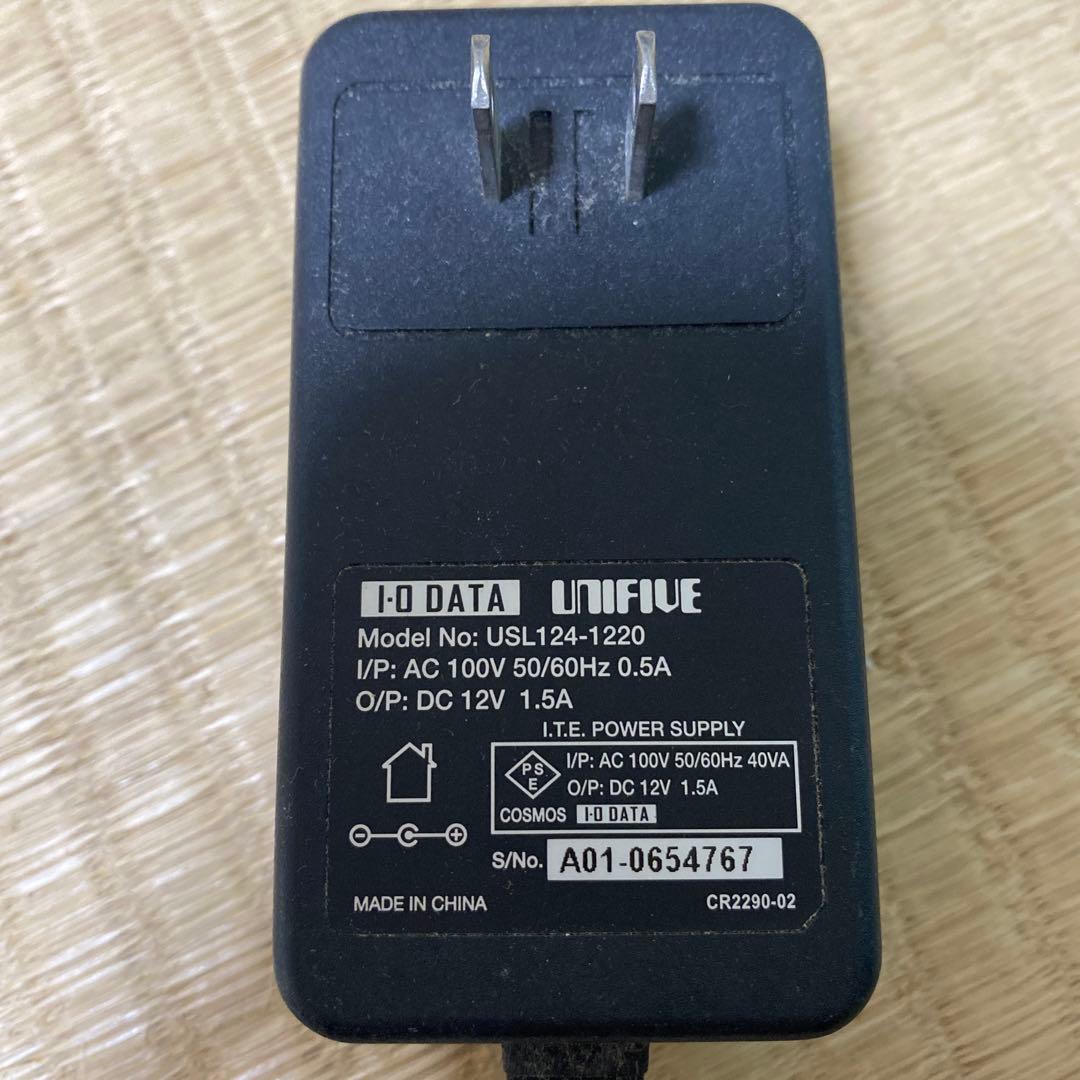 I·O DATA UNIFIVE
Model No: USL124-1220
I/P: AC 100V 50/60Hz 0.5A
O/P: DC 12V 1.5A
I.T.E. POWER SUPPLY
PSE
I/P: AC 100V 50/60Hz 40VA
O/P: DC 12V 1.5A
COSMOS I·O DATA
S/No. A01-0654767
MADE IN CHINA
CR2290-02